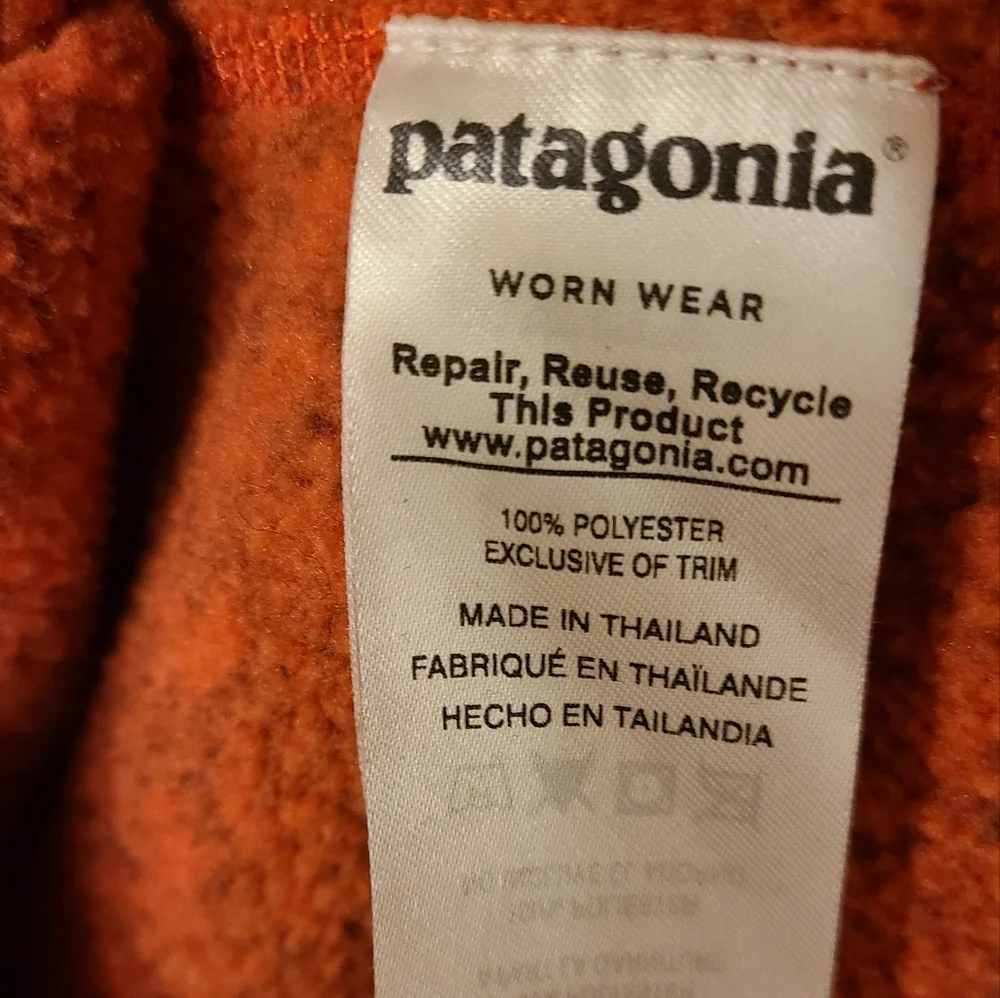 patagonia®
WORN WEAR
Repair, Reuse, Recycle
This Product
www.patagonia.com
100% POLYESTER
EXCLUSIVE OF TRIM
MADE IN THAILAND
FABRIQUÉ EN THAÏLANDE
HECHO EN TAILANDIA